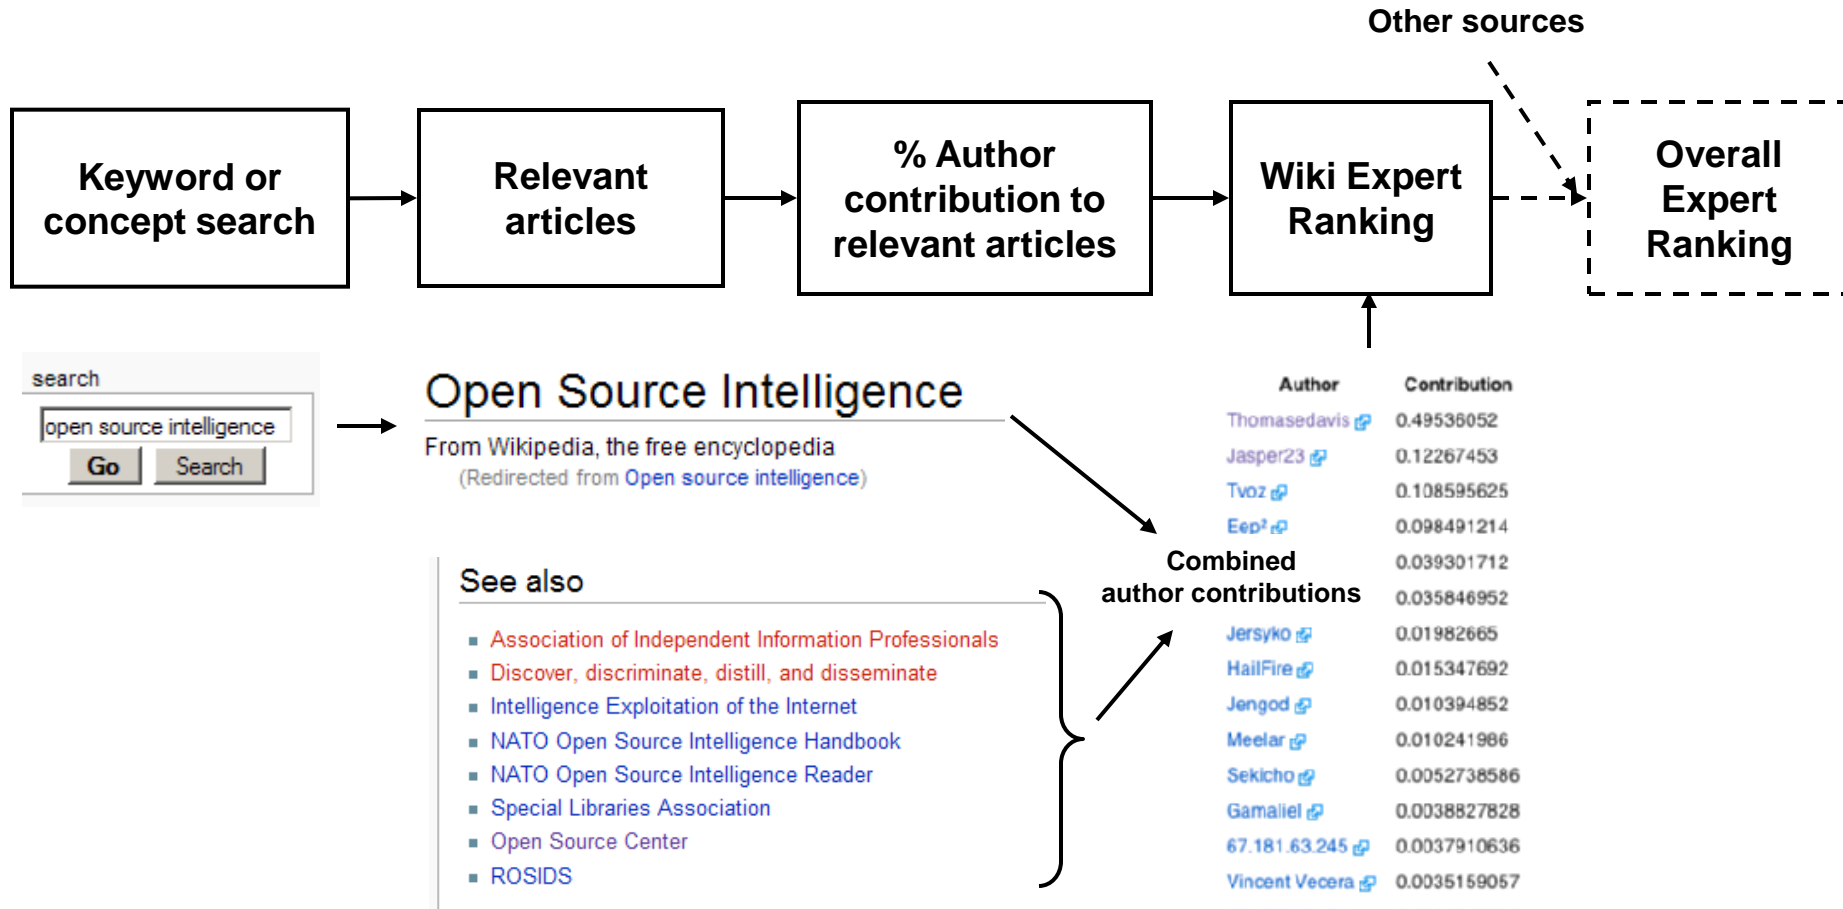 Other sources
Keyword or
concept search
Relevant
articles
% Author
contribution to
relevant articles
Wiki Expert
Ranking
Overall
Expert
Ranking
search
open source intelligence
Go Search
Open Source Intelligence
From Wikipedia, the free encyclopedia
(Redirected from Open source intelligence)
See also
Association of Independent Information Professionals
Discover, discriminate, distill, and disseminate
Intelligence Exploitation of the Internet
NATO Open Source Intelligence Handbook
NATO Open Source Intelligence Reader
Special Libraries Association
Open Source Center
ROSIDS
Combined
author contributions
Author Contribution
Thomasedavis 0.49536052
Jasper23 0.12267453
Tvoz 0.108595625
Eep² 0.098491214
0.039301712
0.035846952
Jersyko 0.01982665
HailFire 0.015347692
Jengod 0.010394852
Meelar 0.010241986
Sekicho 0.0052738586
Gamaliel 0.0038827828
67.181.63.245 0.0037910636
Vincent Vecera 0.0035159057